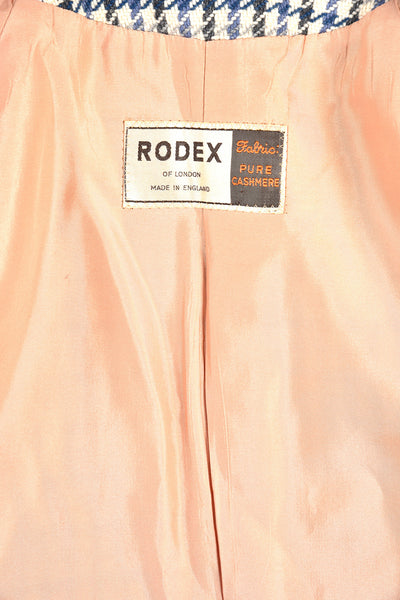 RODEX
OF LONDON
MADE IN ENGLAND
Fabric
PURE
CASHMERE